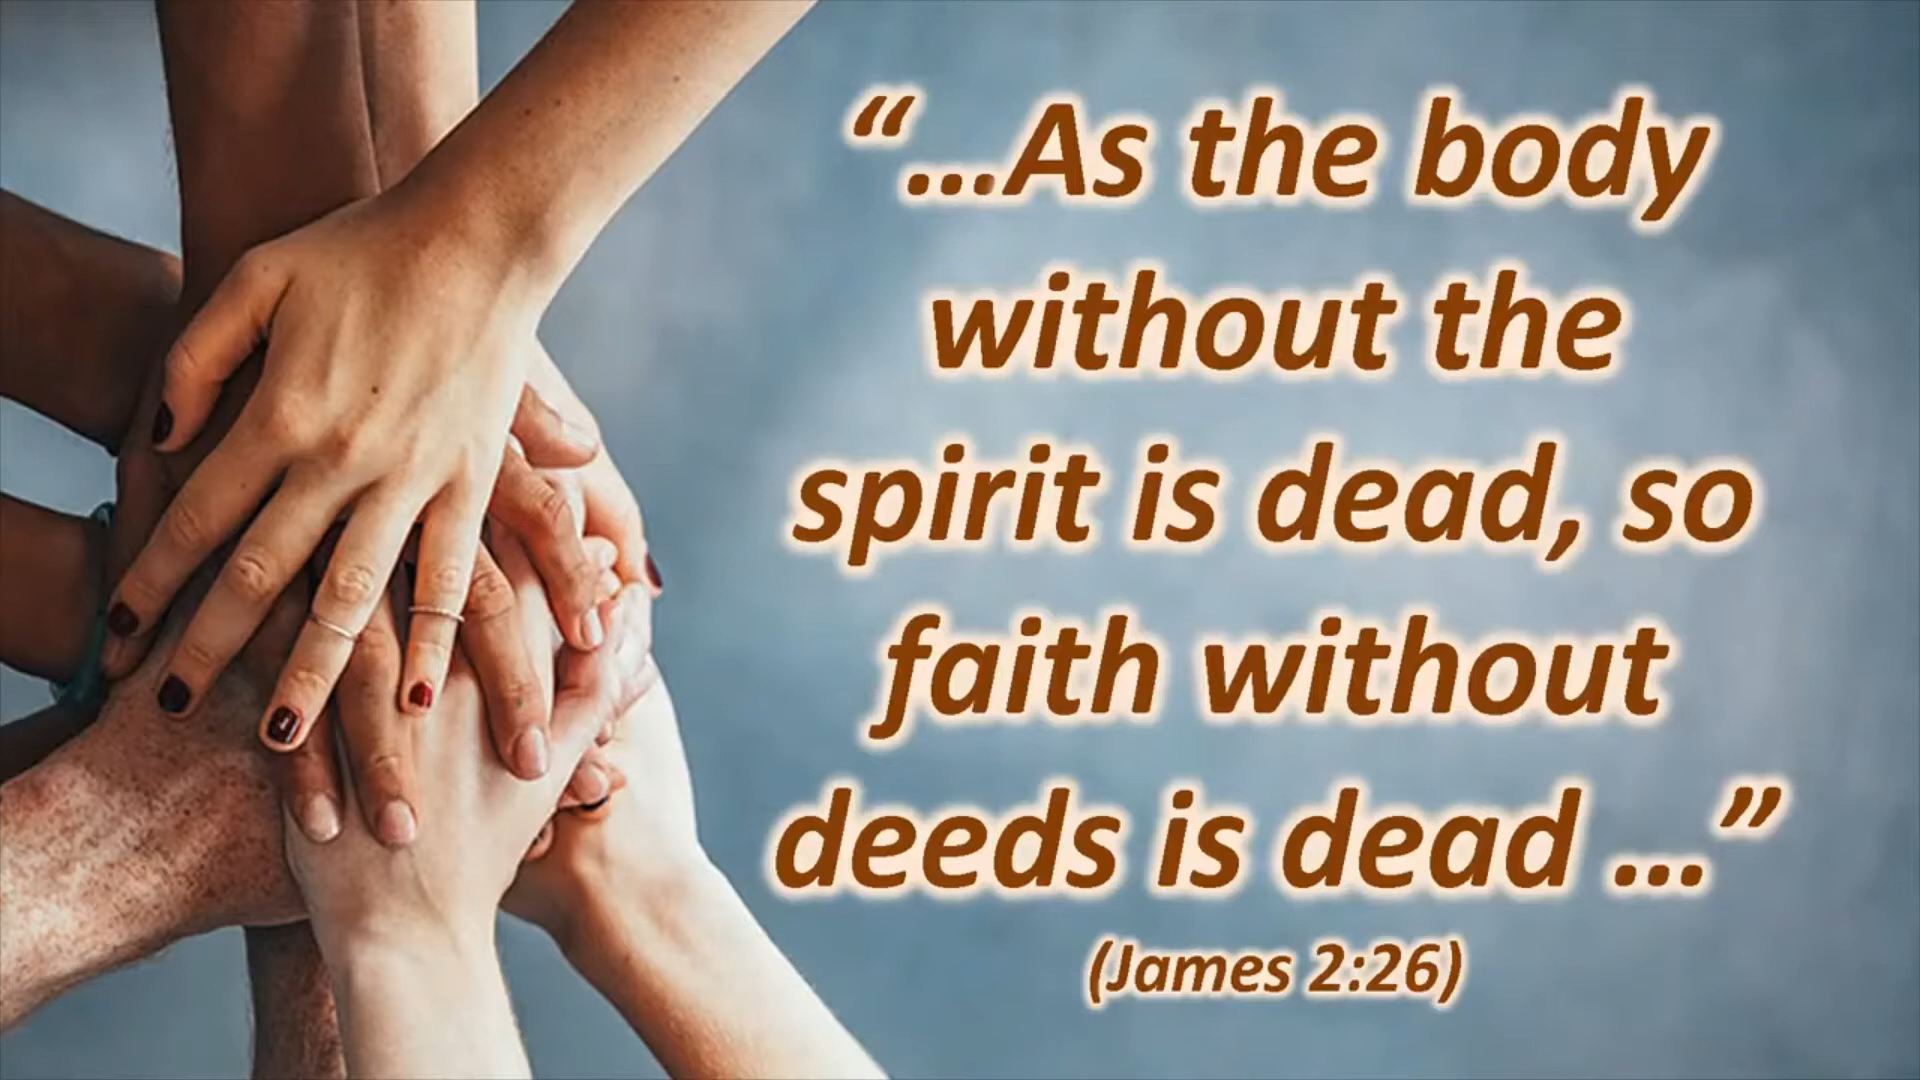 “...As the body
without the
spirit is dead, so
faith without
deeds is dead ...”
(James 2:26)